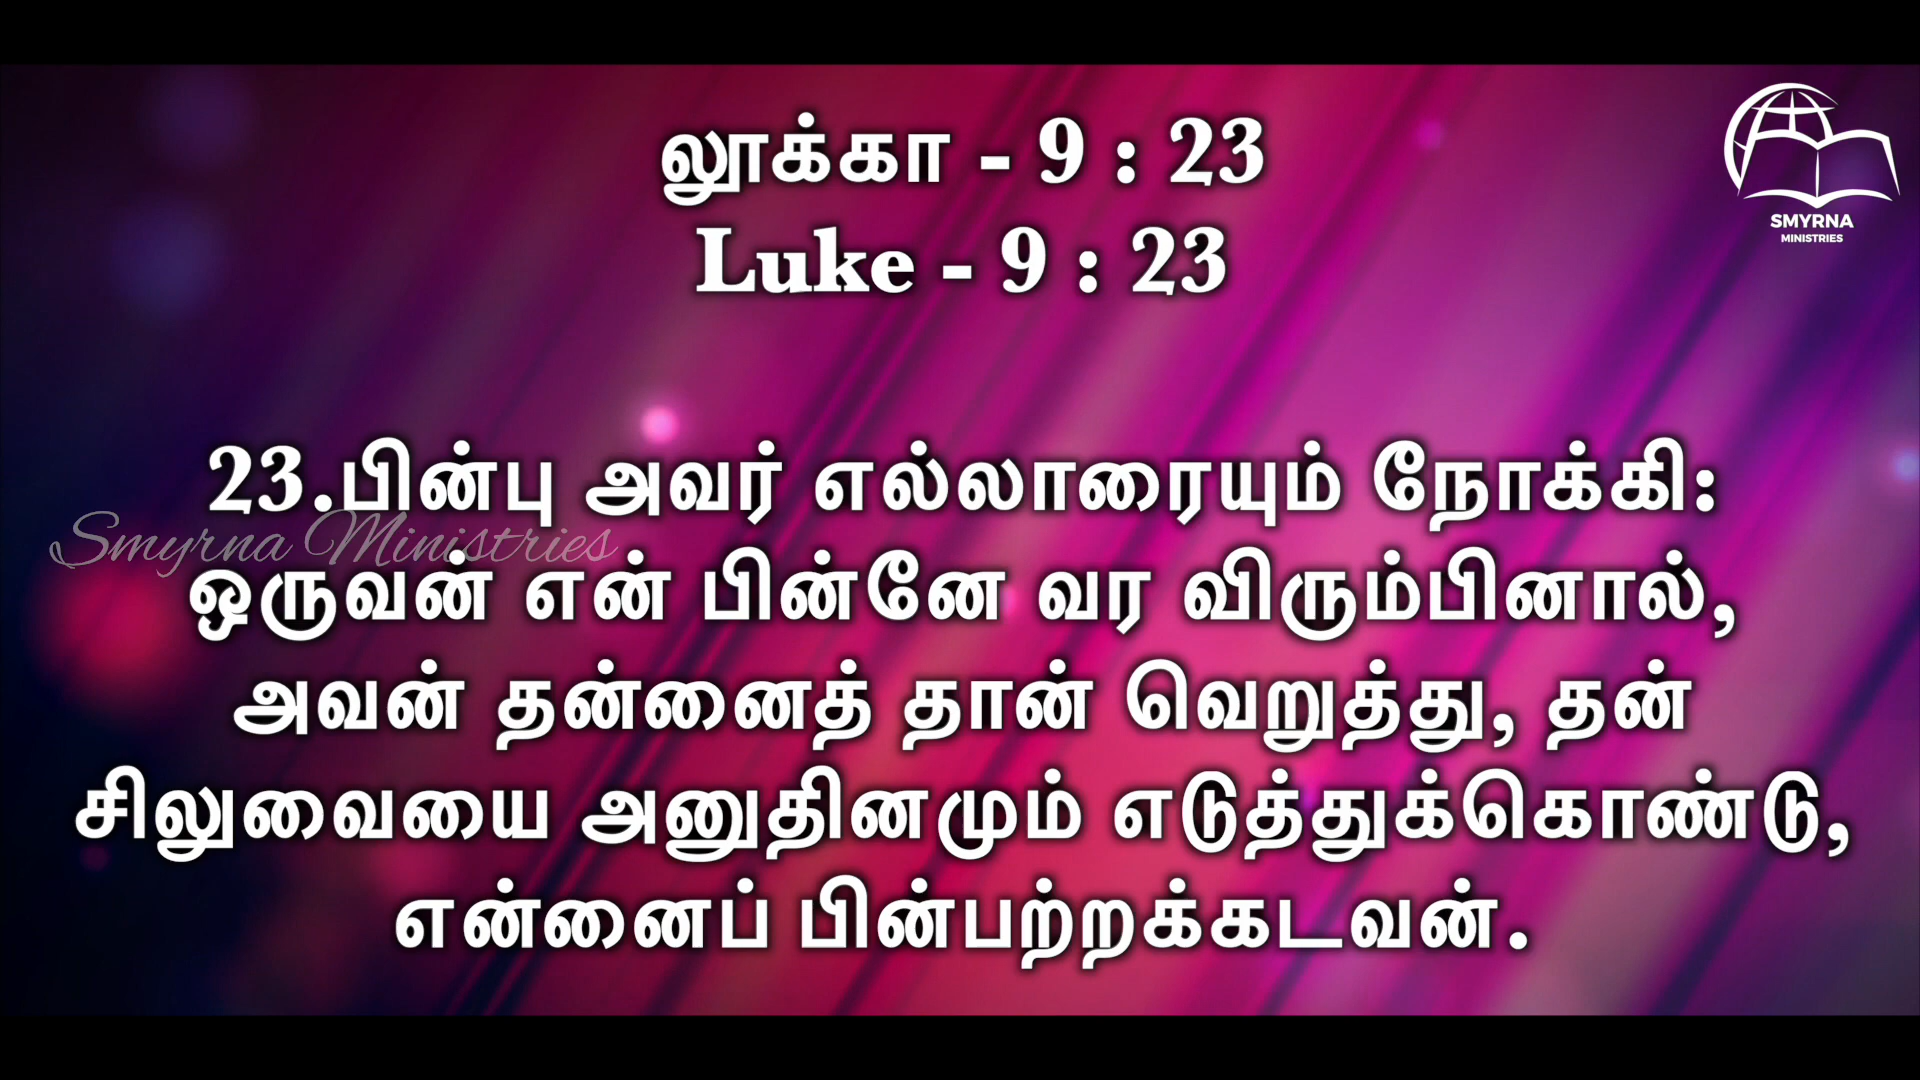 லூக்கா - 9 : 23
Luke - 9 : 23
SMYRNA
MINISTRIES
23.பின்பு அவர் எல்லாரையும் நோக்கி:
Smyrna Ministries
ஒருவன் என் பின்னே வர விரும்பினால்,
அவன் தன்னைத் தான் வெறுத்து, தன்
சிலுவையை அனுதினமும் எடுத்துக்கொண்டு,
என்னைப் பின்பற்றக்கடவன்.